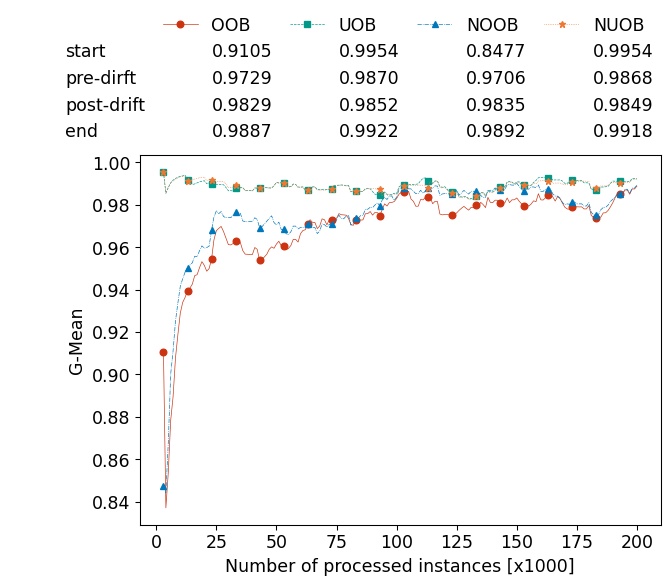 OOB UOB NOOB NUOB
start 0.9105 0.9954 0.8477 0.9954
pre-dirft 0.9729 0.9870 0.9706 0.9868
post-drift 0.9829 0.9852 0.9835 0.9849
end 0.9887 0.9922 0.9892 0.9918
1.00
0.98
0.96
0.94
0.92
0.90
0.88
0.86
0.84
G-Mean
0 25 50 75 100 125 150 175 200
Number of processed instances [x1000]